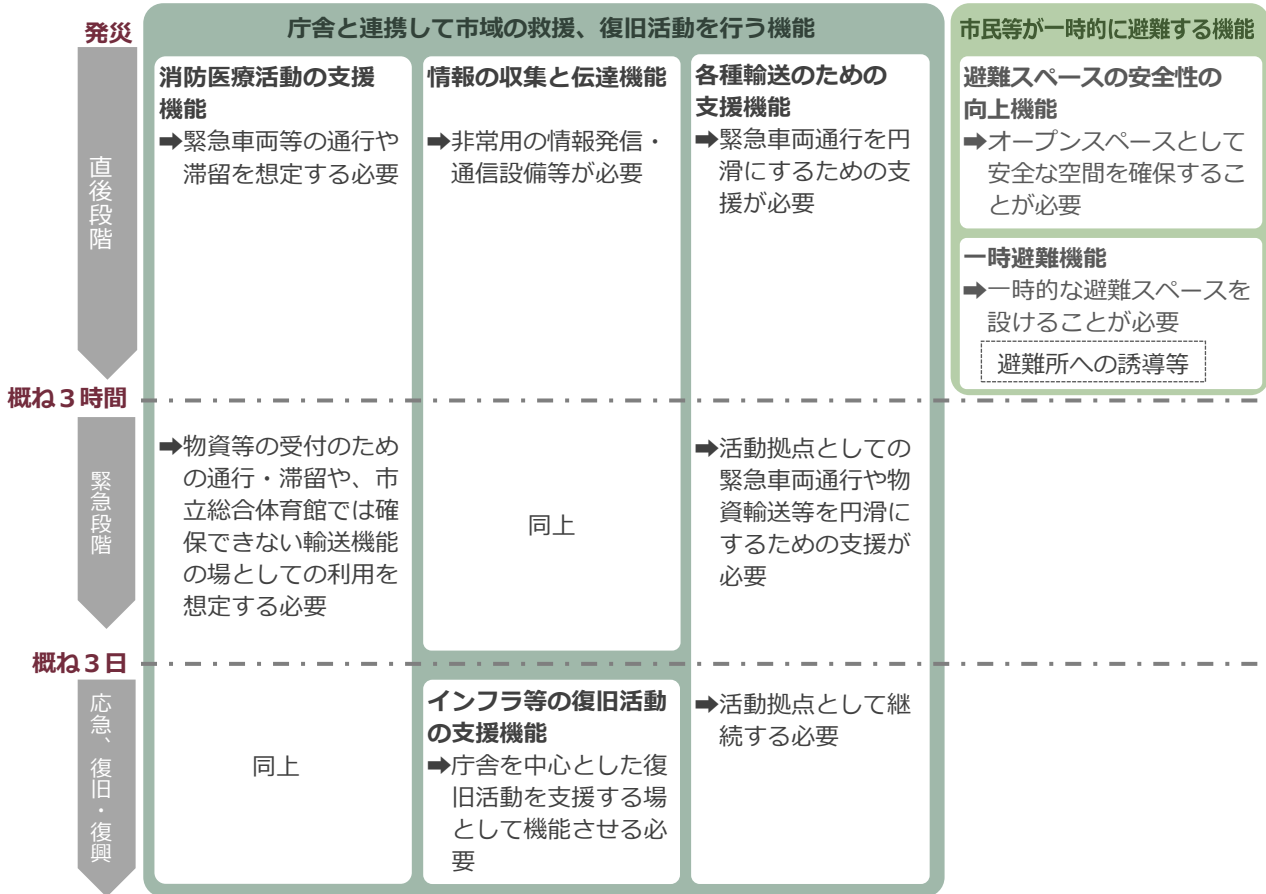 発災
庁舎と連携して市域の救援、復旧活動を行う機能
市民等が一時的に避難する機能
直後段階
消防医療活動の支援
機能
➡緊急車両等の通行や
滞留を想定する必要
情報の収集と伝達機能
➡非常用の情報発信・
通信設備等が必要
各種輸送のための
支援機能
➡緊急車両通行を円
滑にするための支
援が必要
避難スペースの安全性の
向上機能
➡オープンスペースとして
安全な空間を確保するこ
とが必要
一時避難機能
➡一時的な避難スペースを
設けることが必要
避難所への誘導等
概ね３時間
緊急段階
➡物資等の受付のため
の通行・滞留や、市
立総合体育館では確
保できない輸送機能
の場としての利用を
想定する必要
同上
➡活動拠点としての
緊急車両通行や物
資輸送等を円滑に
するための支援が
必要
概ね３日
応急、復旧・復興
同上
インフラ等の復旧活動
の支援機能
➡庁舎を中心とした復
旧活動を支援する場
として機能させる必
要
➡活動拠点として継
続する必要